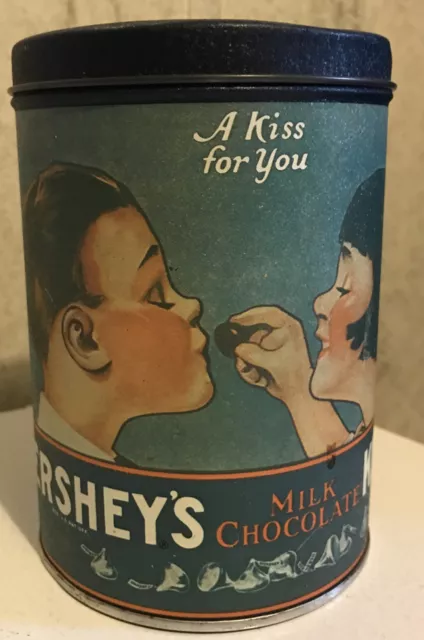 A Kiss
for You
ERSHEY'S
MILK
CHOCOLATE
K